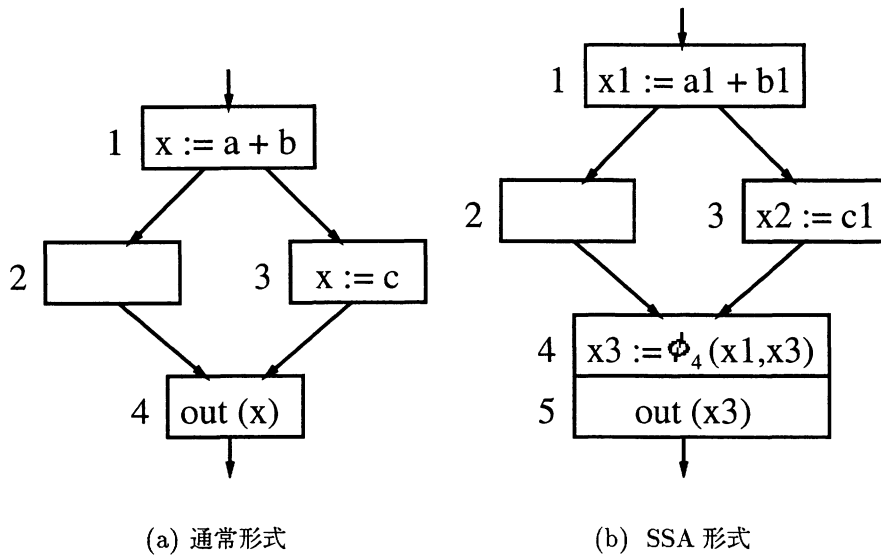 1 x := a + b
2
3 x := c
4 out (x)
(a) 通常形式
1 x1 := a1 + b1
2
3 x2 := c1
4 x3 := ϕ₄ (x1,x3)
5 out (x3)
(b) SSA 形式